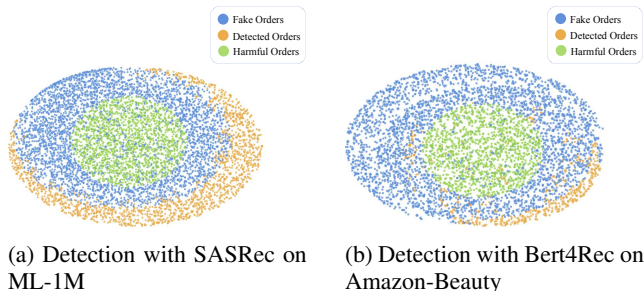 Fake Orders
Detected Orders
Harmful Orders
Fake Orders
Detected Orders
Harmful Orders
(a) Detection with SASRec on
ML-1M
(b) Detection with Bert4Rec on
Amazon-Beauty